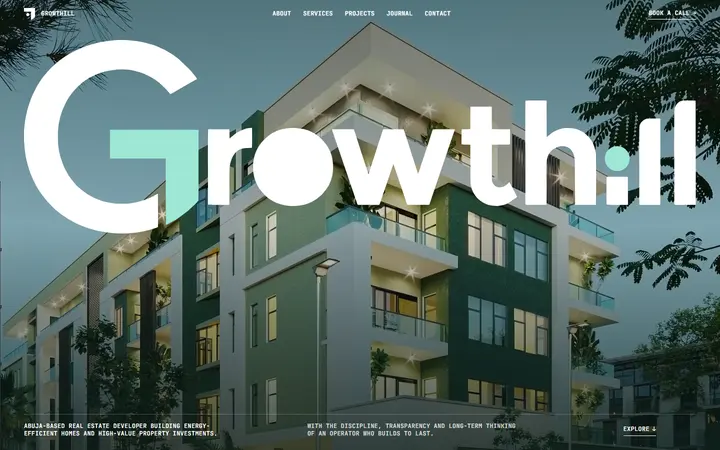 GROWTHILL
ABOUT SERVICES PROJECTS JOURNAL CONTACT
BOOK A CALL
Growthill
ABUJA-BASED REAL ESTATE DEVELOPER BUILDING ENERGY-
EFFICIENT HOMES AND HIGH-VALUE PROPERTY INVESTMENTS.
WITH THE DISCIPLINE, TRANSPARENCY AND LONG-TERM THINKING
OF AN OPERATOR WHO BUILDS TO LAST.
EXPLORE ↓